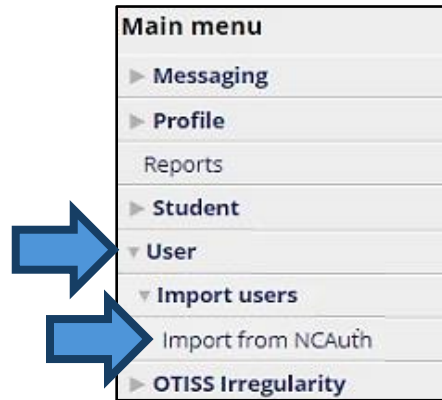 Main menu
Messaging
Profile
Reports
Student
User
Import users
Import from NCAuth
OTISS Irregularity